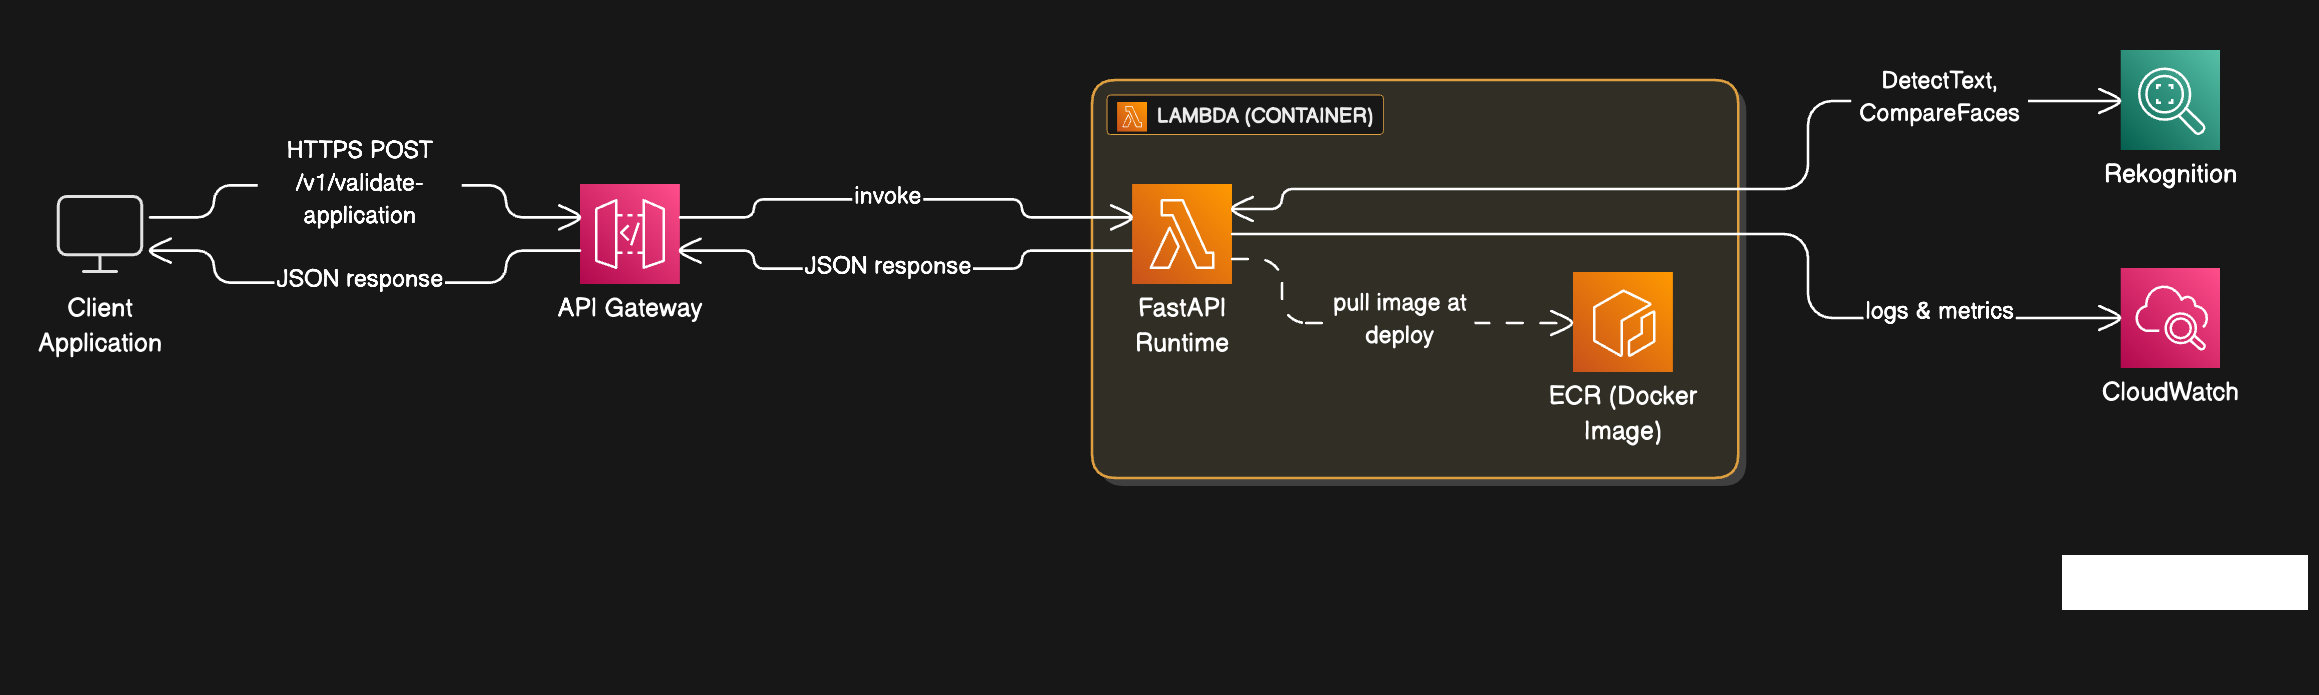 HTTPS POST
/v1/validate-
application
JSON response
Client
Application
API Gateway
invoke
JSON response
LAMBDA (CONTAINER)
FastAPI
Runtime
pull image at
deploy
ECR (Docker
Image)
DetectText,
CompareFaces
Rekognition
logs & metrics
CloudWatch